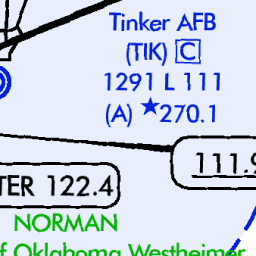 Tinker AFB
(TIK) C
1291 L 111
(A) ★270.1
111.9
TER 122.4
NORMAN
f Oklahoma Westheimer